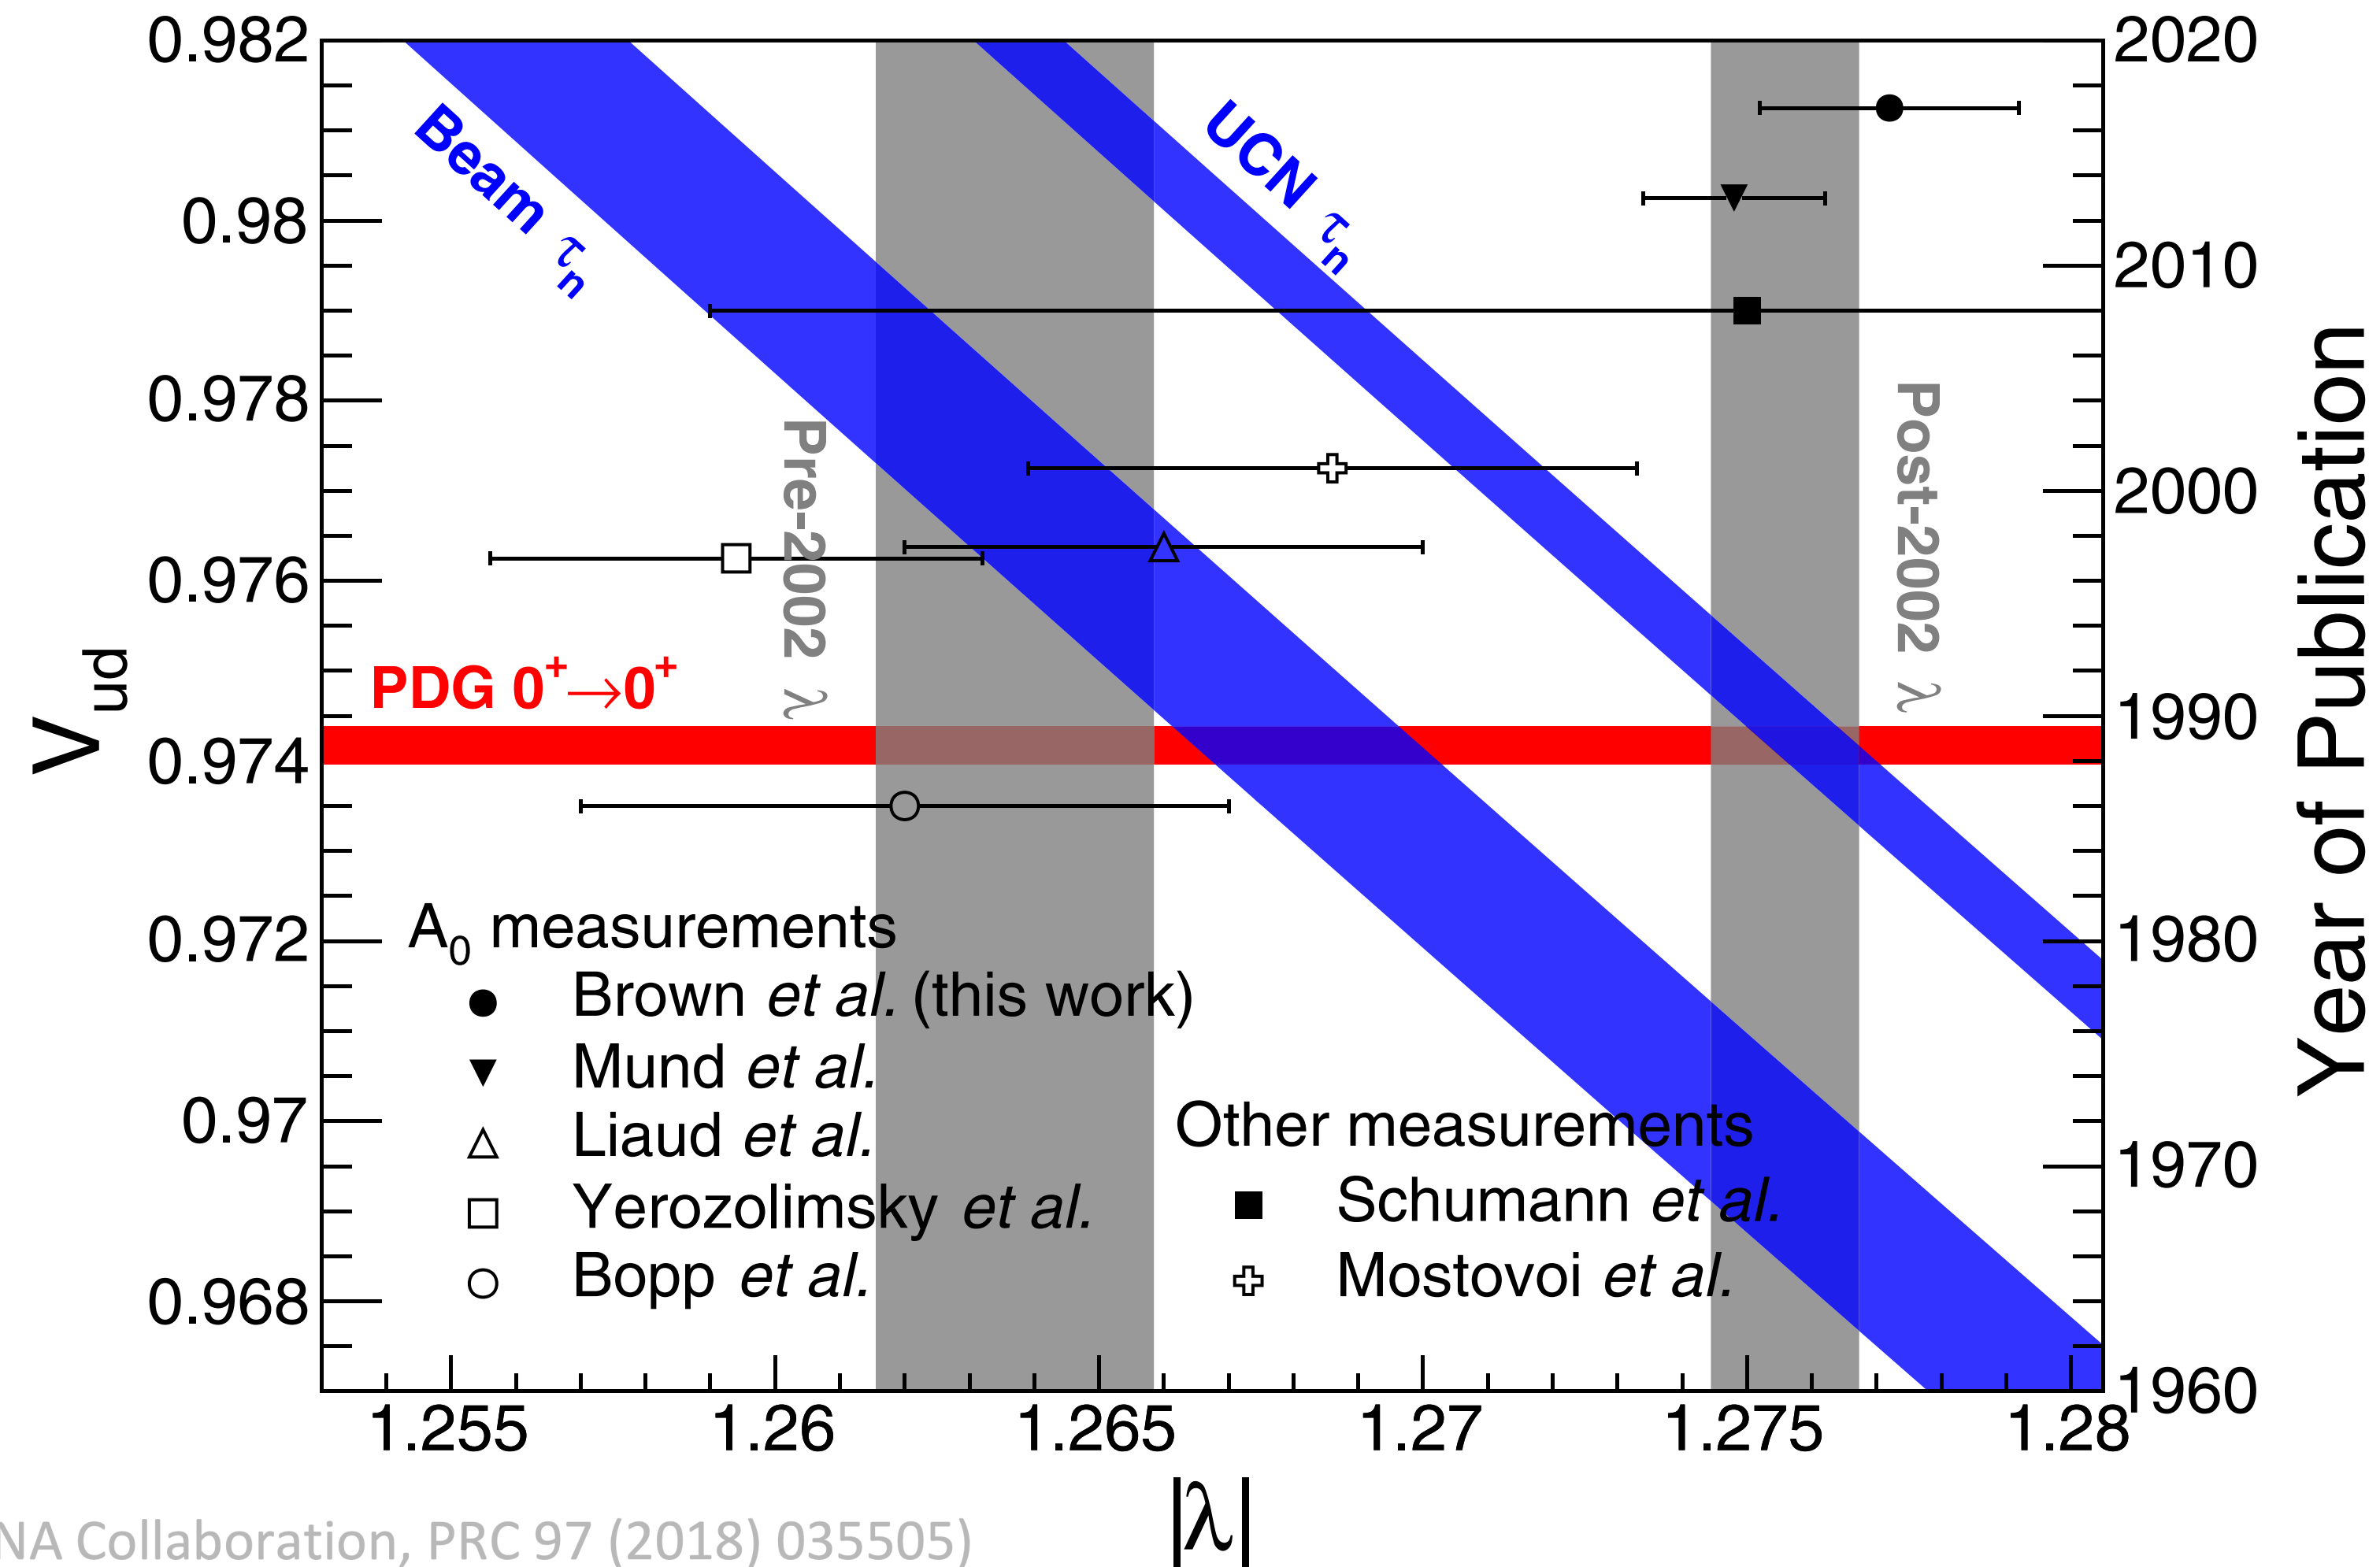 0.982
0.98
0.978
0.976
0.974
0.972
0.97
0.968
V_ud
2020
2010
2000
1990
1980
1970
1960
Year of Publication
Beam τ_n
UCN τ_n
Pre-2002 λ
Post-2002 λ
PDG 0⁺→0⁺
A₀ measurements
Brown et al. (this work)
Mund et al.
Liaud et al.
Yerozolimsky et al.
Bopp et al.
Other measurements
Schumann et al.
Mostovoi et al.
1.255 1.26 1.265 1.27 1.275 1.28
|λ|
NA Collaboration, PRC 97 (2018) 035505)